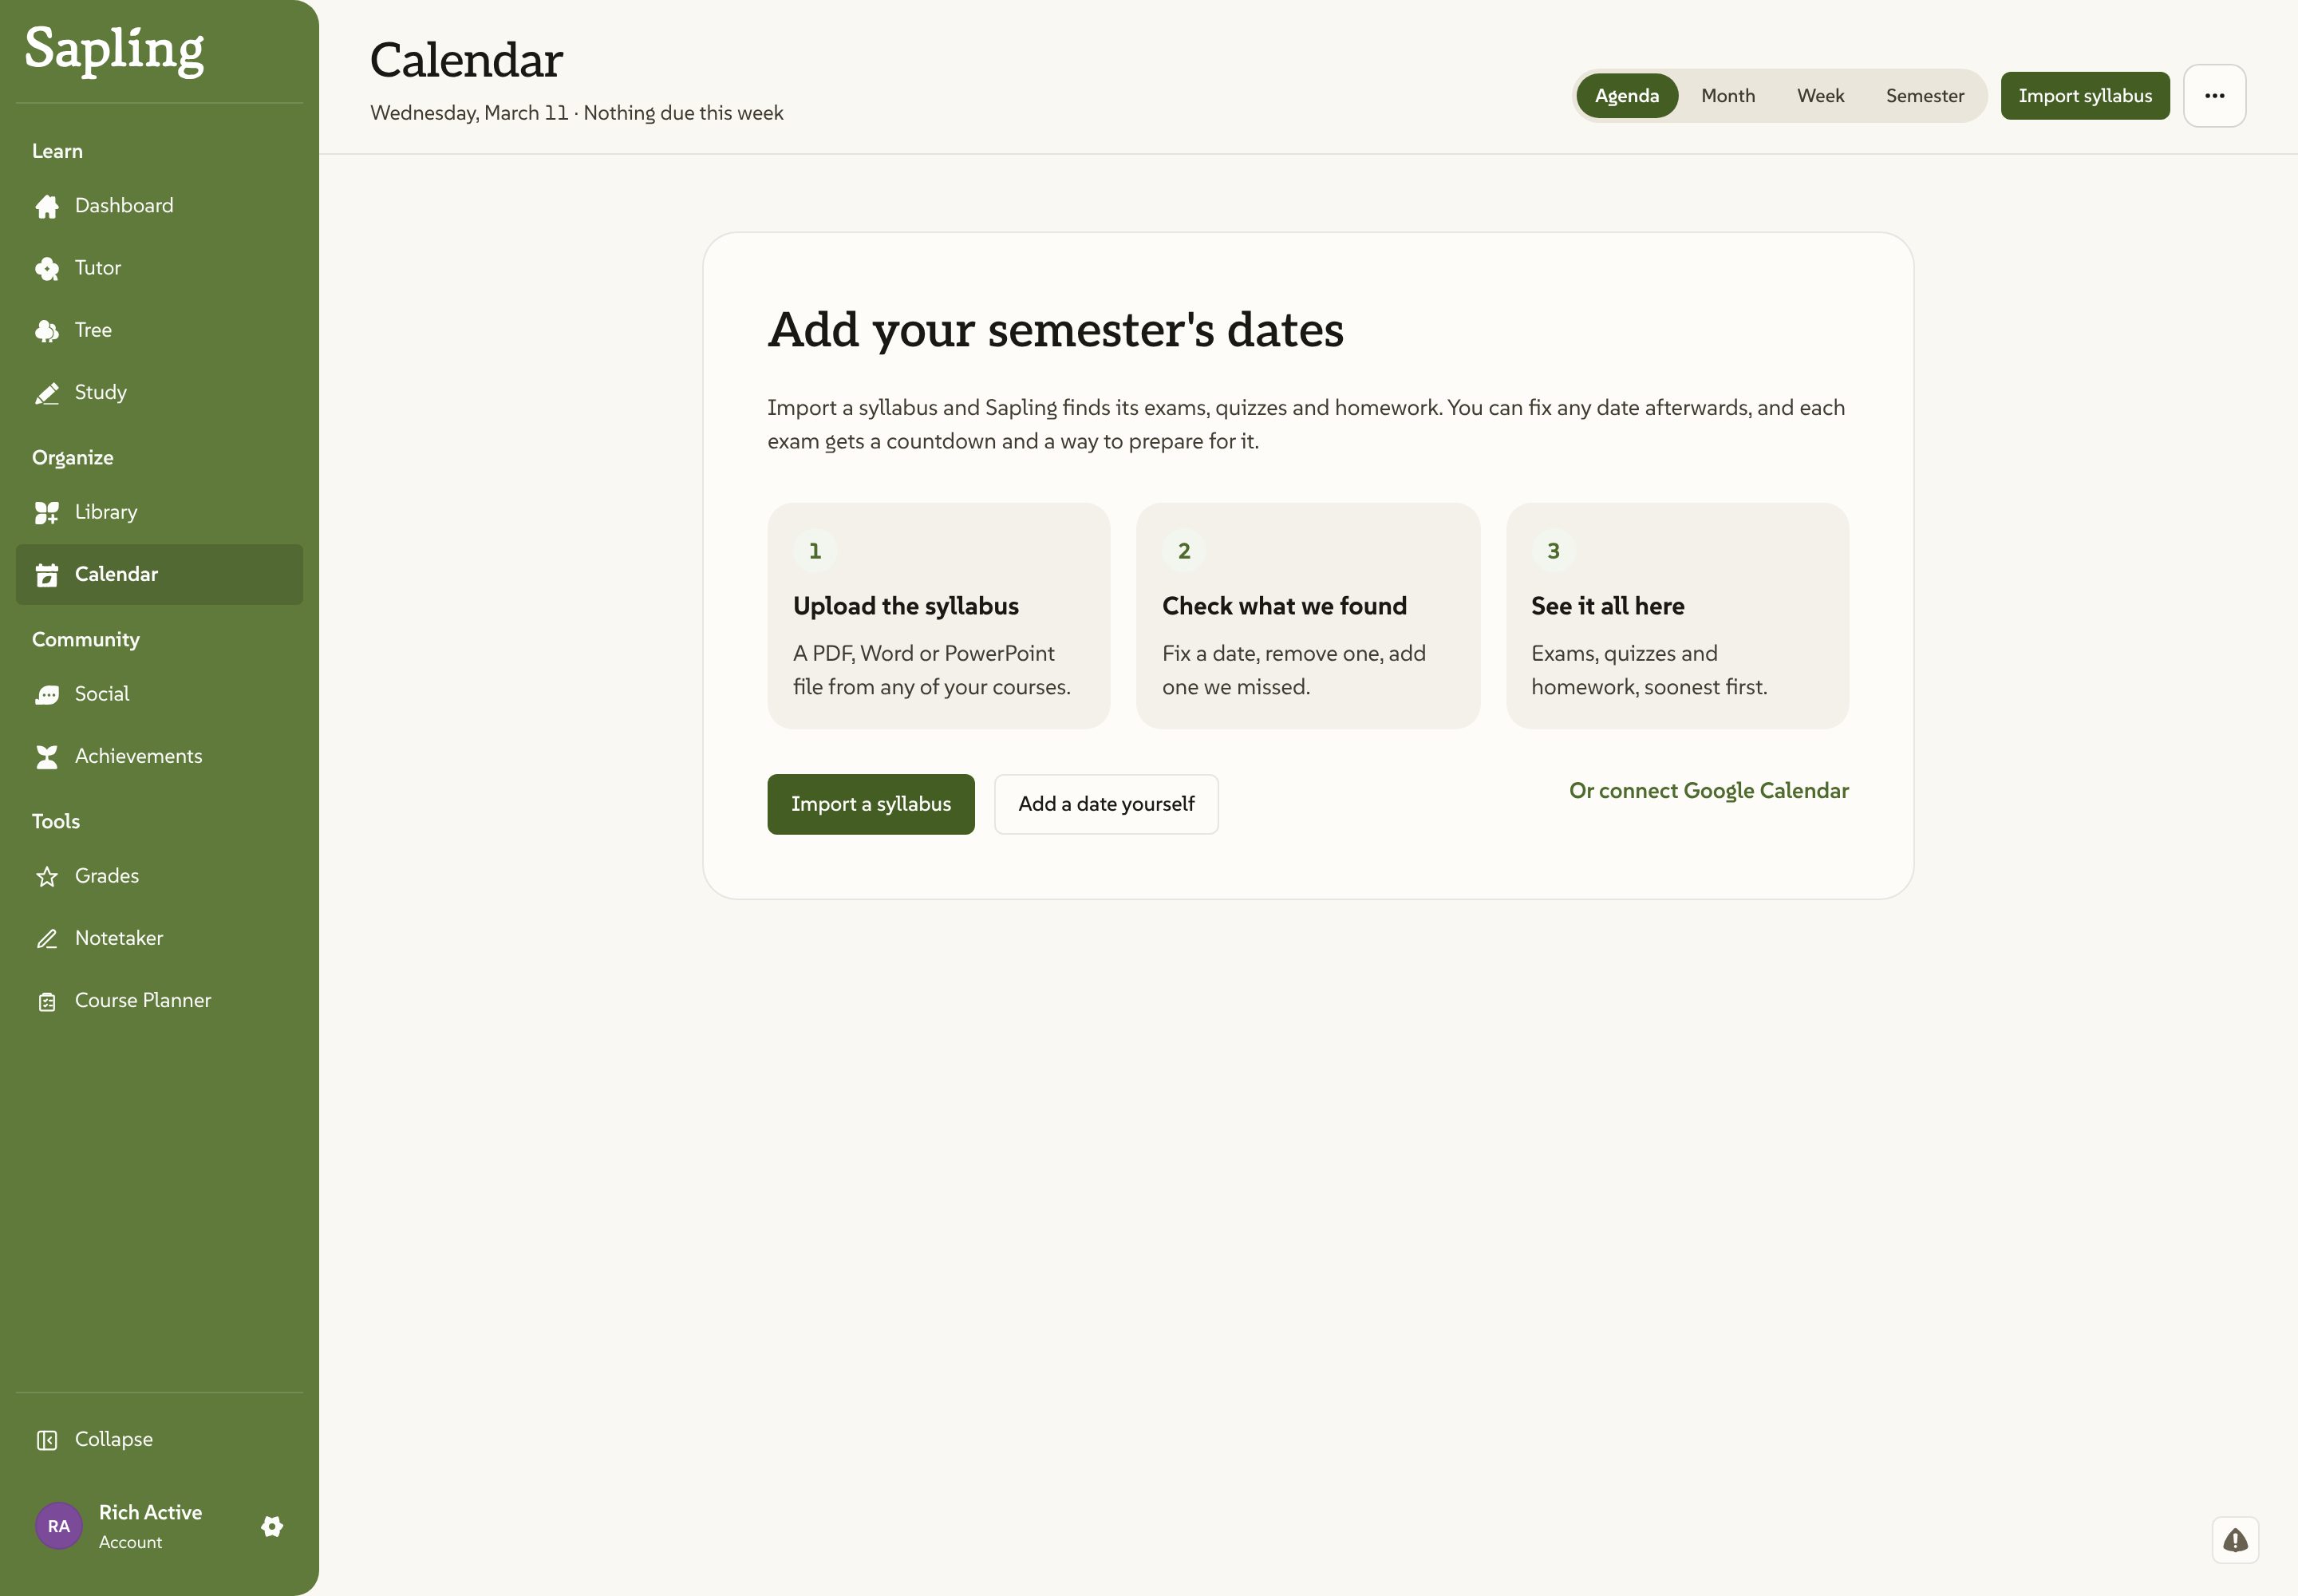 Sapling
Learn
Dashboard
Tutor
Tree
Study
Organize
Library
Calendar
Community
Social
Achievements
Tools
Grades
Notetaker
Course Planner
Collapse
RA
Rich Active
Account
Calendar
Wednesday, March 11 · Nothing due this week
Agenda
Month
Week
Semester
Import syllabus
Add your semester's dates
Import a syllabus and Sapling finds its exams, quizzes and homework. You can fix any date afterwards, and each
exam gets a countdown and a way to prepare for it.
1
Upload the syllabus
A PDF, Word or PowerPoint
file from any of your courses.
2
Check what we found
Fix a date, remove one, add
one we missed.
3
See it all here
Exams, quizzes and
homework, soonest first.
Import a syllabus
Add a date yourself
Or connect Google Calendar